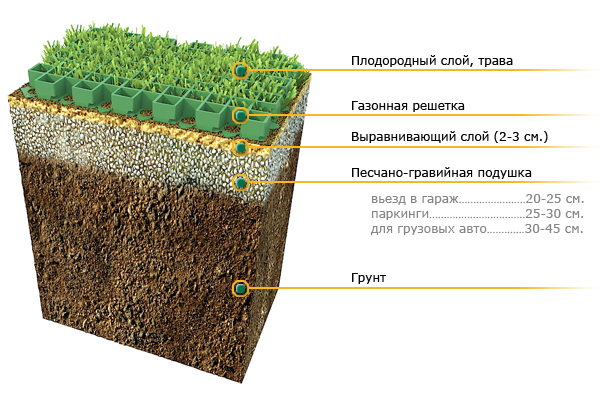 Плодородный слой, трава
Газонная решетка
Выравнивающий слой (2-3 см.)
Песчано-гравийная подушка
вьезд в гараж......................20-25 см.
паркинги................................25-30 см.
для грузовых авто............30-45 см.
Грунт